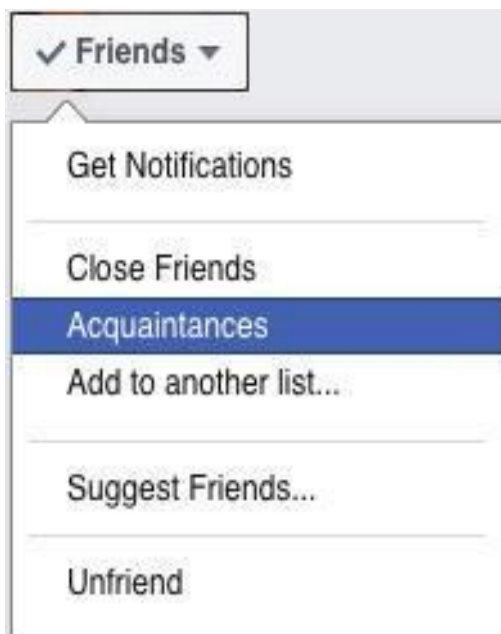 Friends
Get Notifications
Close Friends
Acquaintances
Add to another list...
Suggest Friends...
Unfriend